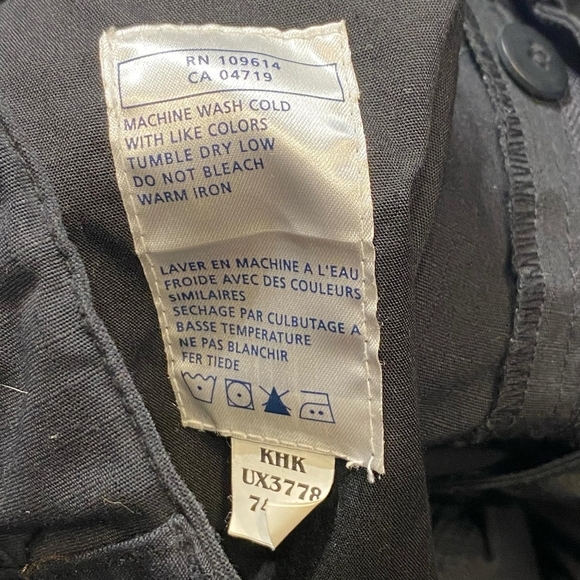 RN 109614
CA 04719
MACHINE WASH COLD
WITH LIKE COLORS
TUMBLE DRY LOW
DO NOT BLEACH
WARM IRON
LAVER EN MACHINE A L'EAU
FROIDE AVEC DES COULEURS
SIMILAIRES
SECHAGE PAR CULBUTAGE A
BASSE TEMPERATURE
NE PAS BLANCHIR
FER TIEDE
KHK
UX3778